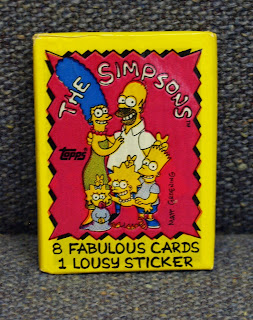 THE SIMPSONS
TOPPS
MATT GROENING
8 FABULOUS CARDS
1 LOUSY STICKER